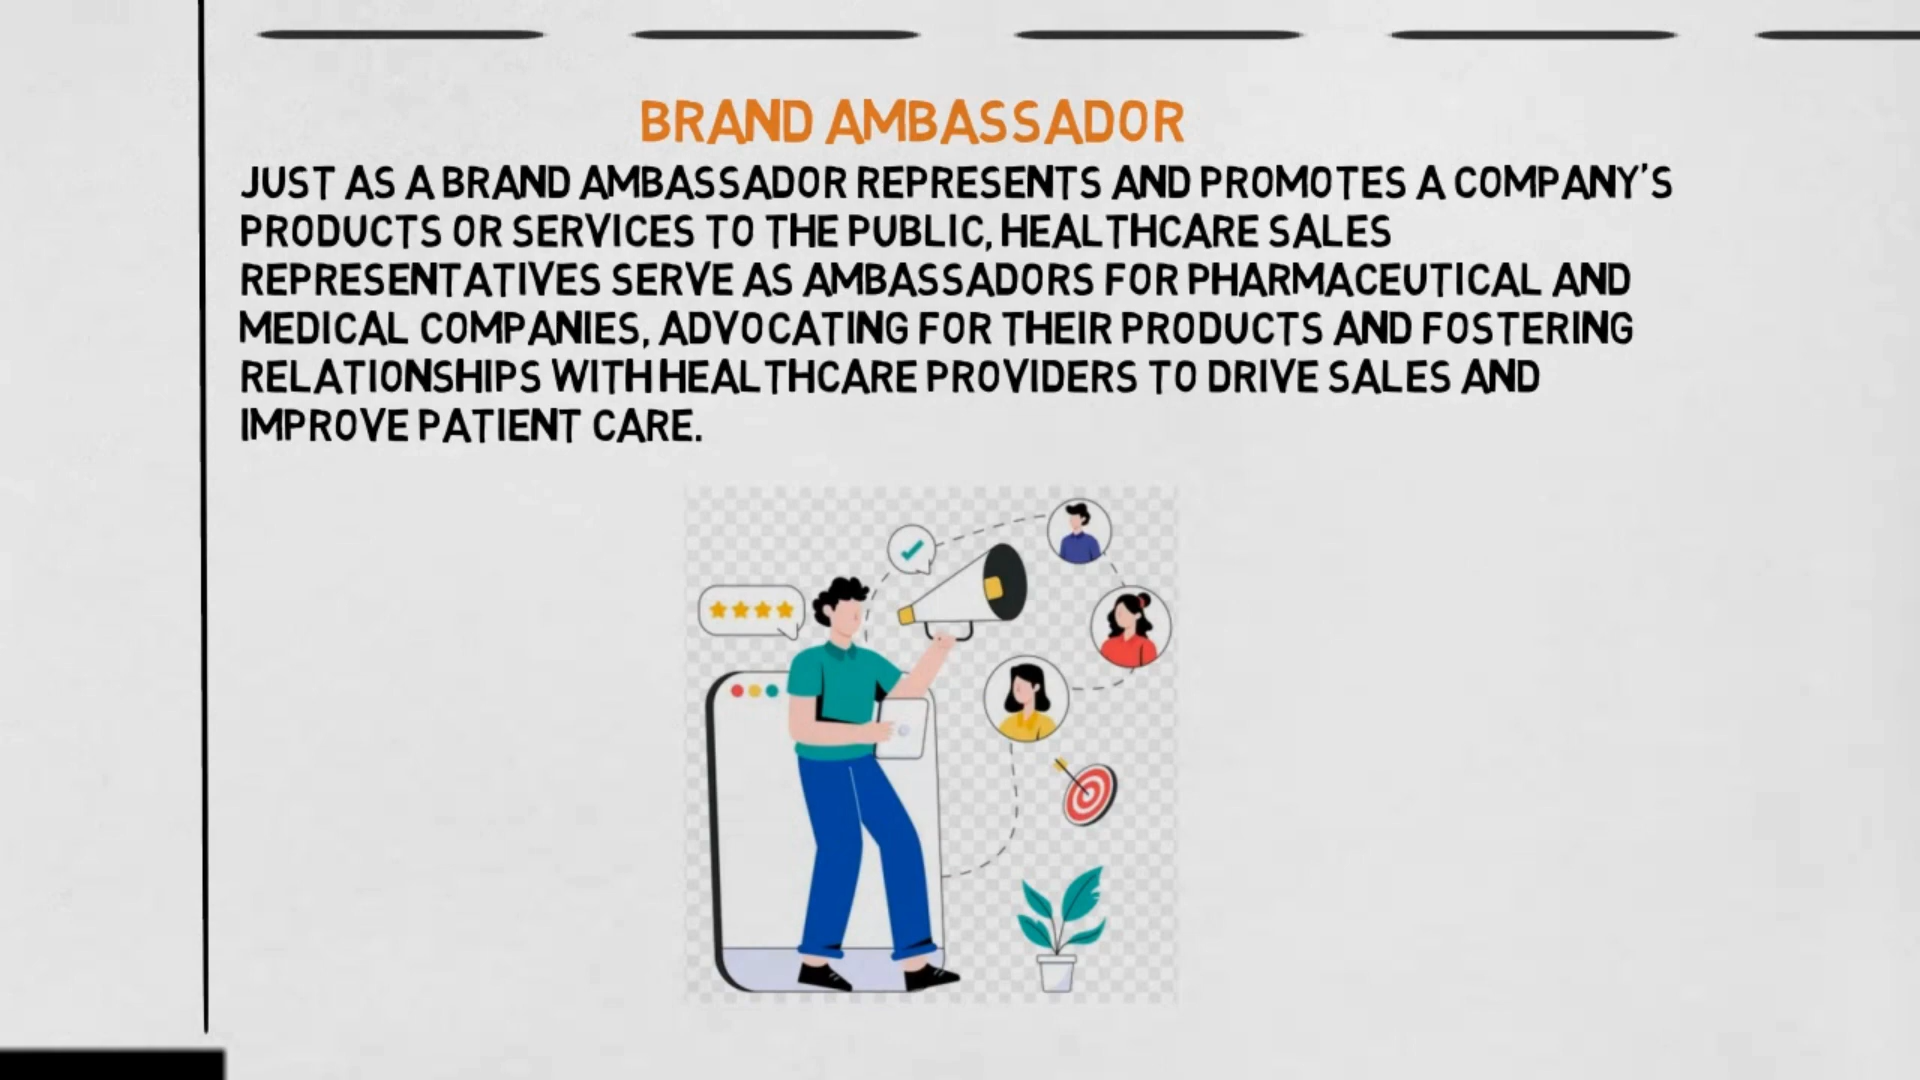 BRAND AMBASSADOR
JUST AS A BRAND AMBASSADOR REPRESENTS AND PROMOTES A COMPANY'S
PRODUCTS OR SERVICES TO THE PUBLIC, HEALTHCARE SALES
REPRESENTATIVES SERVE AS AMBASSADORS FOR PHARMACEUTICAL AND
MEDICAL COMPANIES, ADVOCATING FOR THEIR PRODUCTS AND FOSTERING
RELATIONSHIPS WITH HEALTHCARE PROVIDERS TO DRIVE SALES AND
IMPROVE PATIENT CARE.